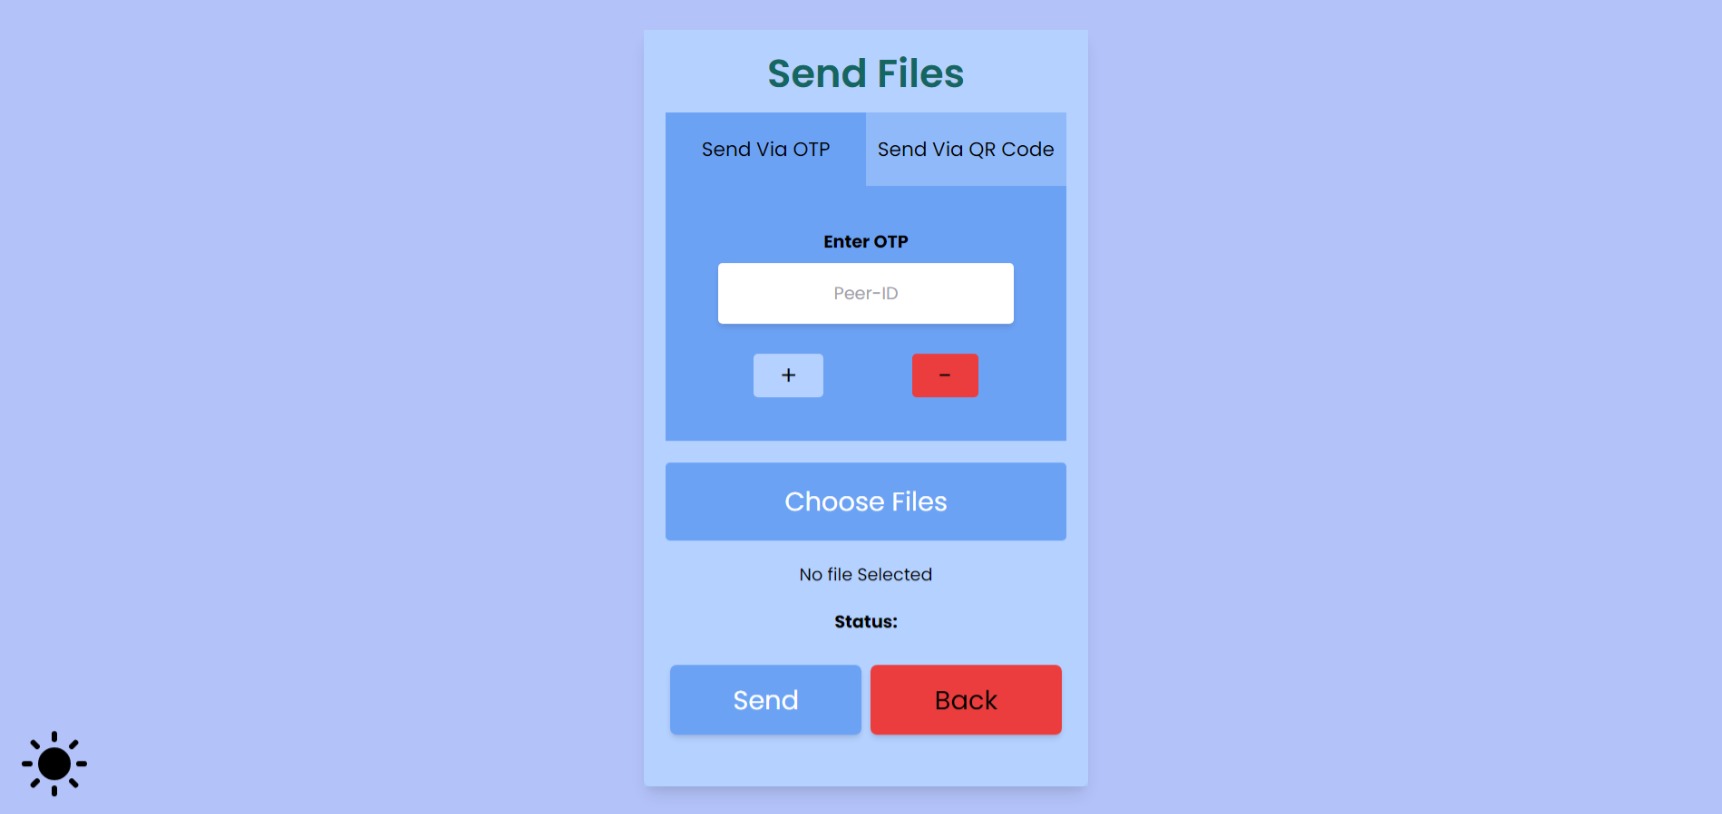 Send Files
Send Via OTP
Send Via QR Code
Enter OTP
Peer-ID
+
-
Choose Files
No file Selected
Status:
Send
Back